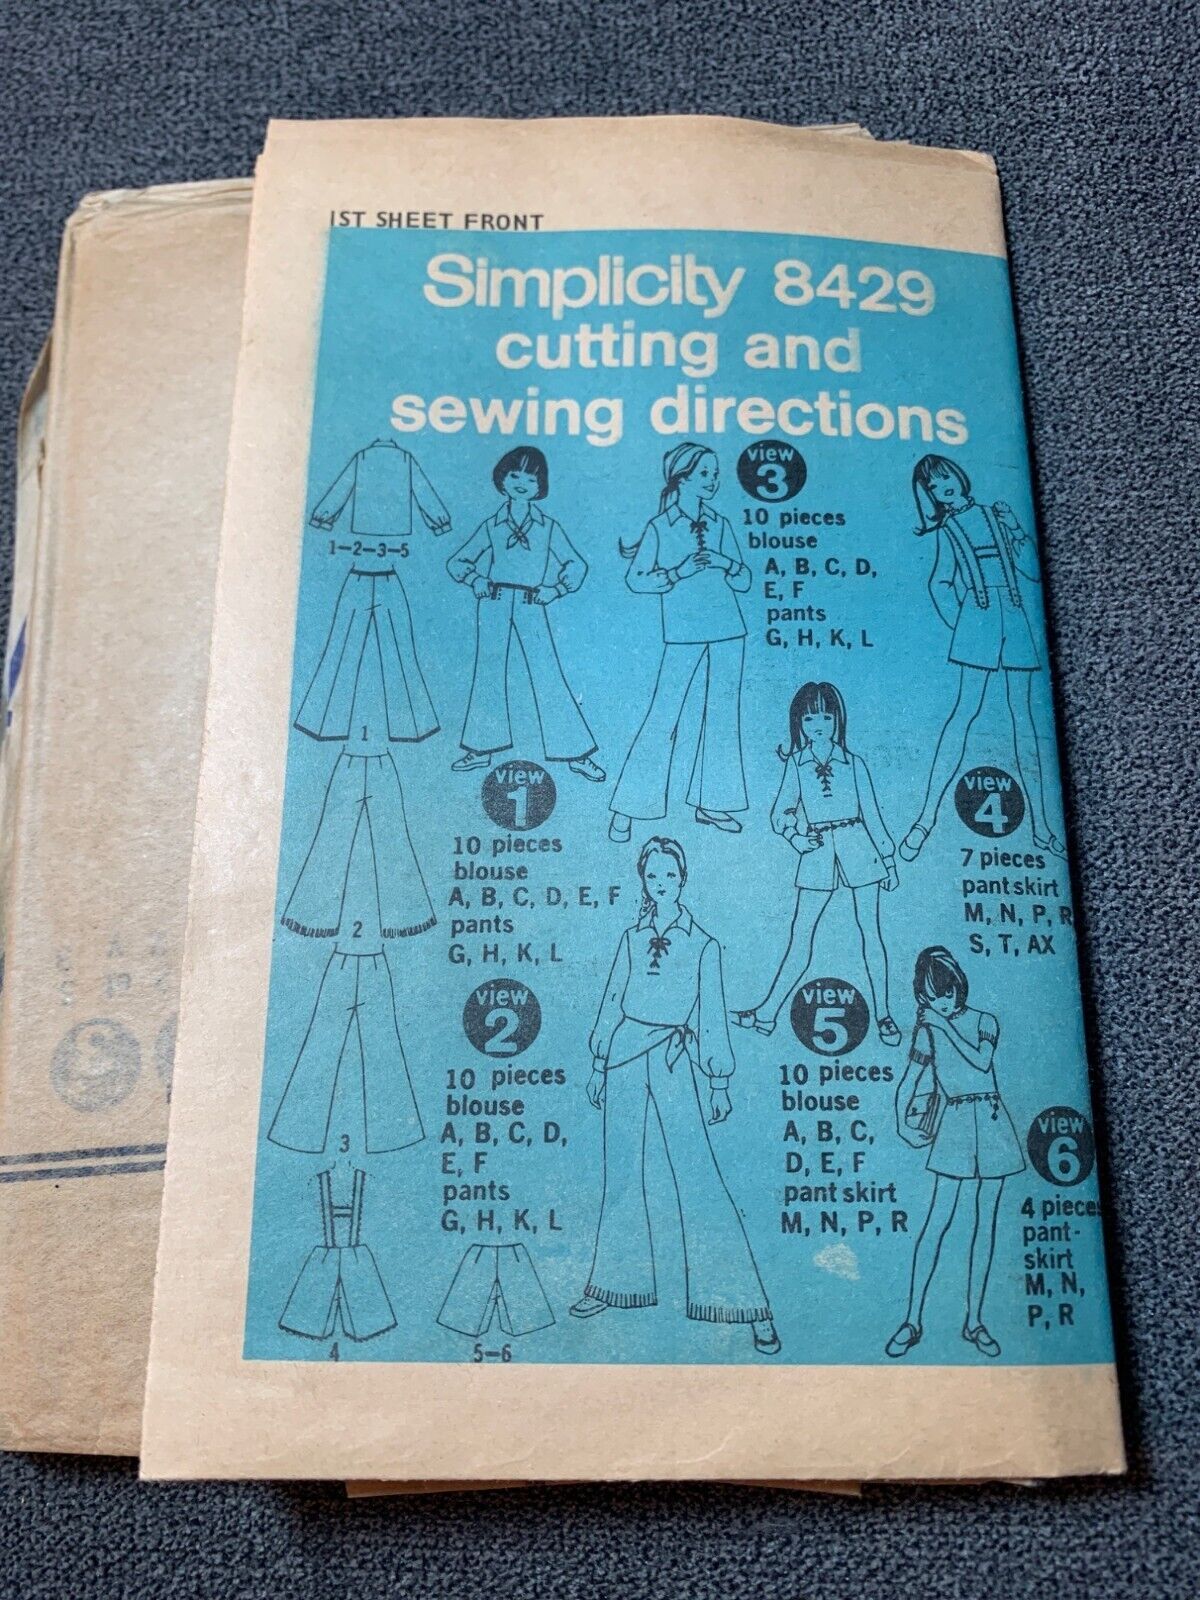 1ST SHEET FRONT
Simplicity 8429
cutting and
sewing directions
1-2-3-5
1
2
3
4
5-6
view
1
10 pieces
blouse
A, B, C, D, E, F
pants
G, H, K, L
view
2
10 pieces
blouse
A, B, C, D,
E, F
pants
G, H, K, L
view
3
10 pieces
blouse
A, B, C, D,
E, F
pants
G, H, K, L
view
4
7 pieces
pant skirt
M, N, P, R
S, T, AX
view
5
10 pieces
blouse
A, B, C,
D, E, F
pant skirt
M, N, P, R
view
6
4 pieces
pant-
skirt
M, N,
P, R